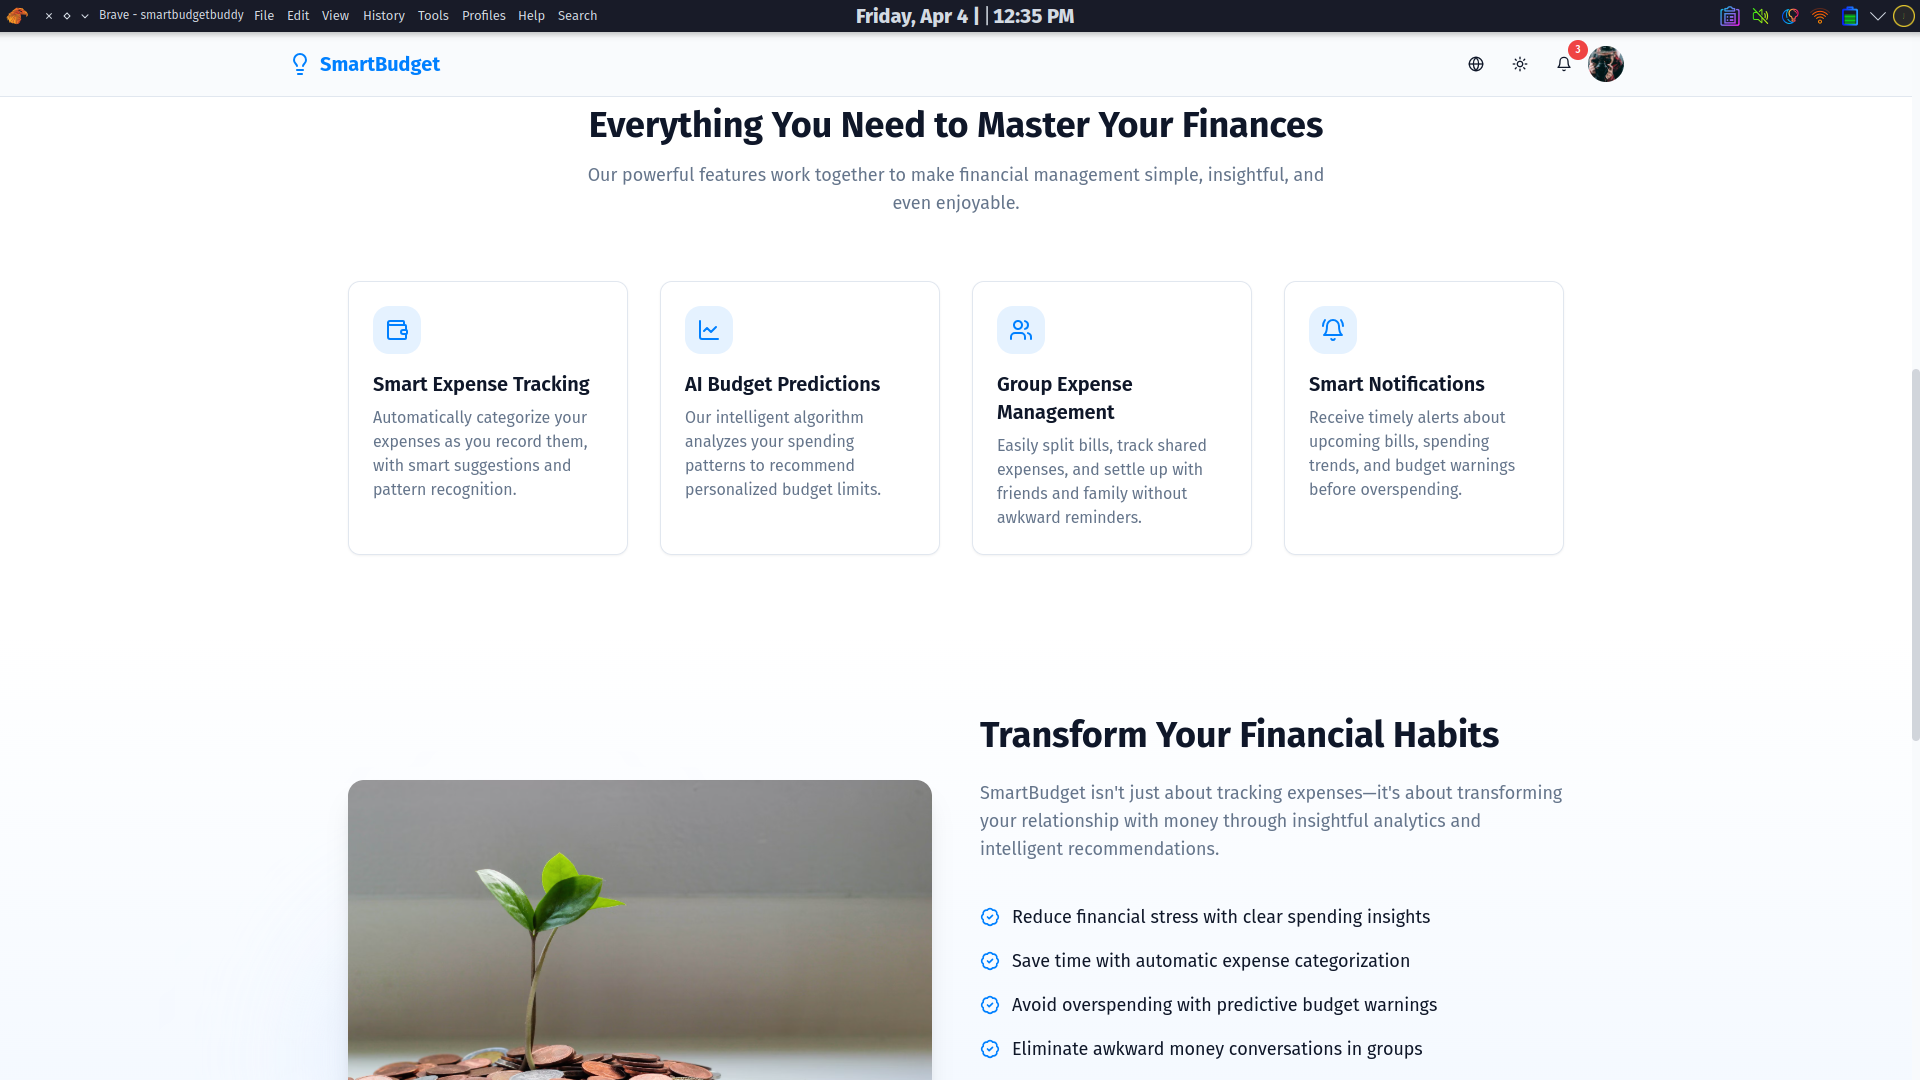 Brave - smartbudgetbuddy File Edit View History Tools Profiles Help Search
Friday, Apr 4 | | 12:35 PM
SmartBudget
3
Everything You Need to Master Your Finances
Our powerful features work together to make financial management simple, insightful, and
even enjoyable.
Smart Expense Tracking
Automatically categorize your
expenses as you record them,
with smart suggestions and
pattern recognition.
AI Budget Predictions
Our intelligent algorithm
analyzes your spending
patterns to recommend
personalized budget limits.
Group Expense
Management
Easily split bills, track shared
expenses, and settle up with
friends and family without
awkward reminders.
Smart Notifications
Receive timely alerts about
upcoming bills, spending
trends, and budget warnings
before overspending.
Transform Your Financial Habits
SmartBudget isn't just about tracking expenses—it's about transforming
your relationship with money through insightful analytics and
intelligent recommendations.
Reduce financial stress with clear spending insights
Save time with automatic expense categorization
Avoid overspending with predictive budget warnings
Eliminate awkward money conversations in groups